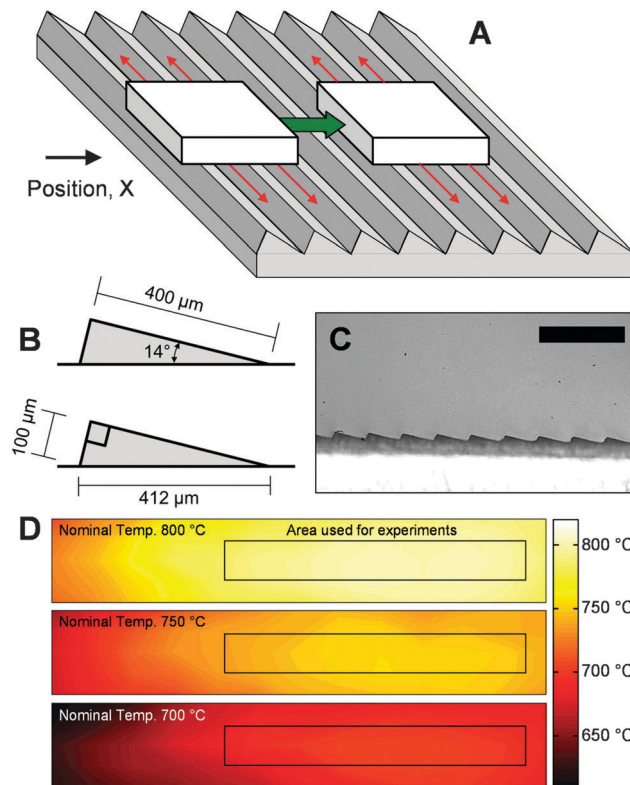 A
Position, X
B
400 µm
14°
100 µm
412 µm
C
D
Nominal Temp. 800 °C
Area used for experiments
800 °C
Nominal Temp. 750 °C
750 °C
700 °C
Nominal Temp. 700 °C
650 °C